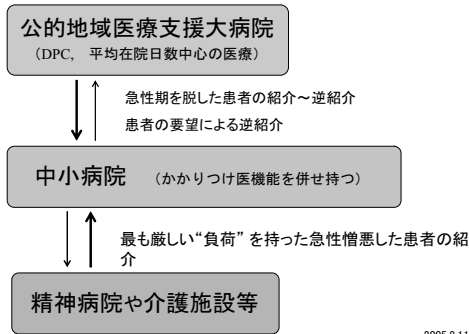 公的地域医療支援大病院
（DPC, 平均在院日数中心の医療）
急性期を脱した患者の紹介～逆紹介
患者の要望による逆紹介
中小病院 （かかりつけ医機能を併せ持つ）
最も厳しい“負荷” を持った急性憎悪した患者の紹
介
精神病院や介護施設等